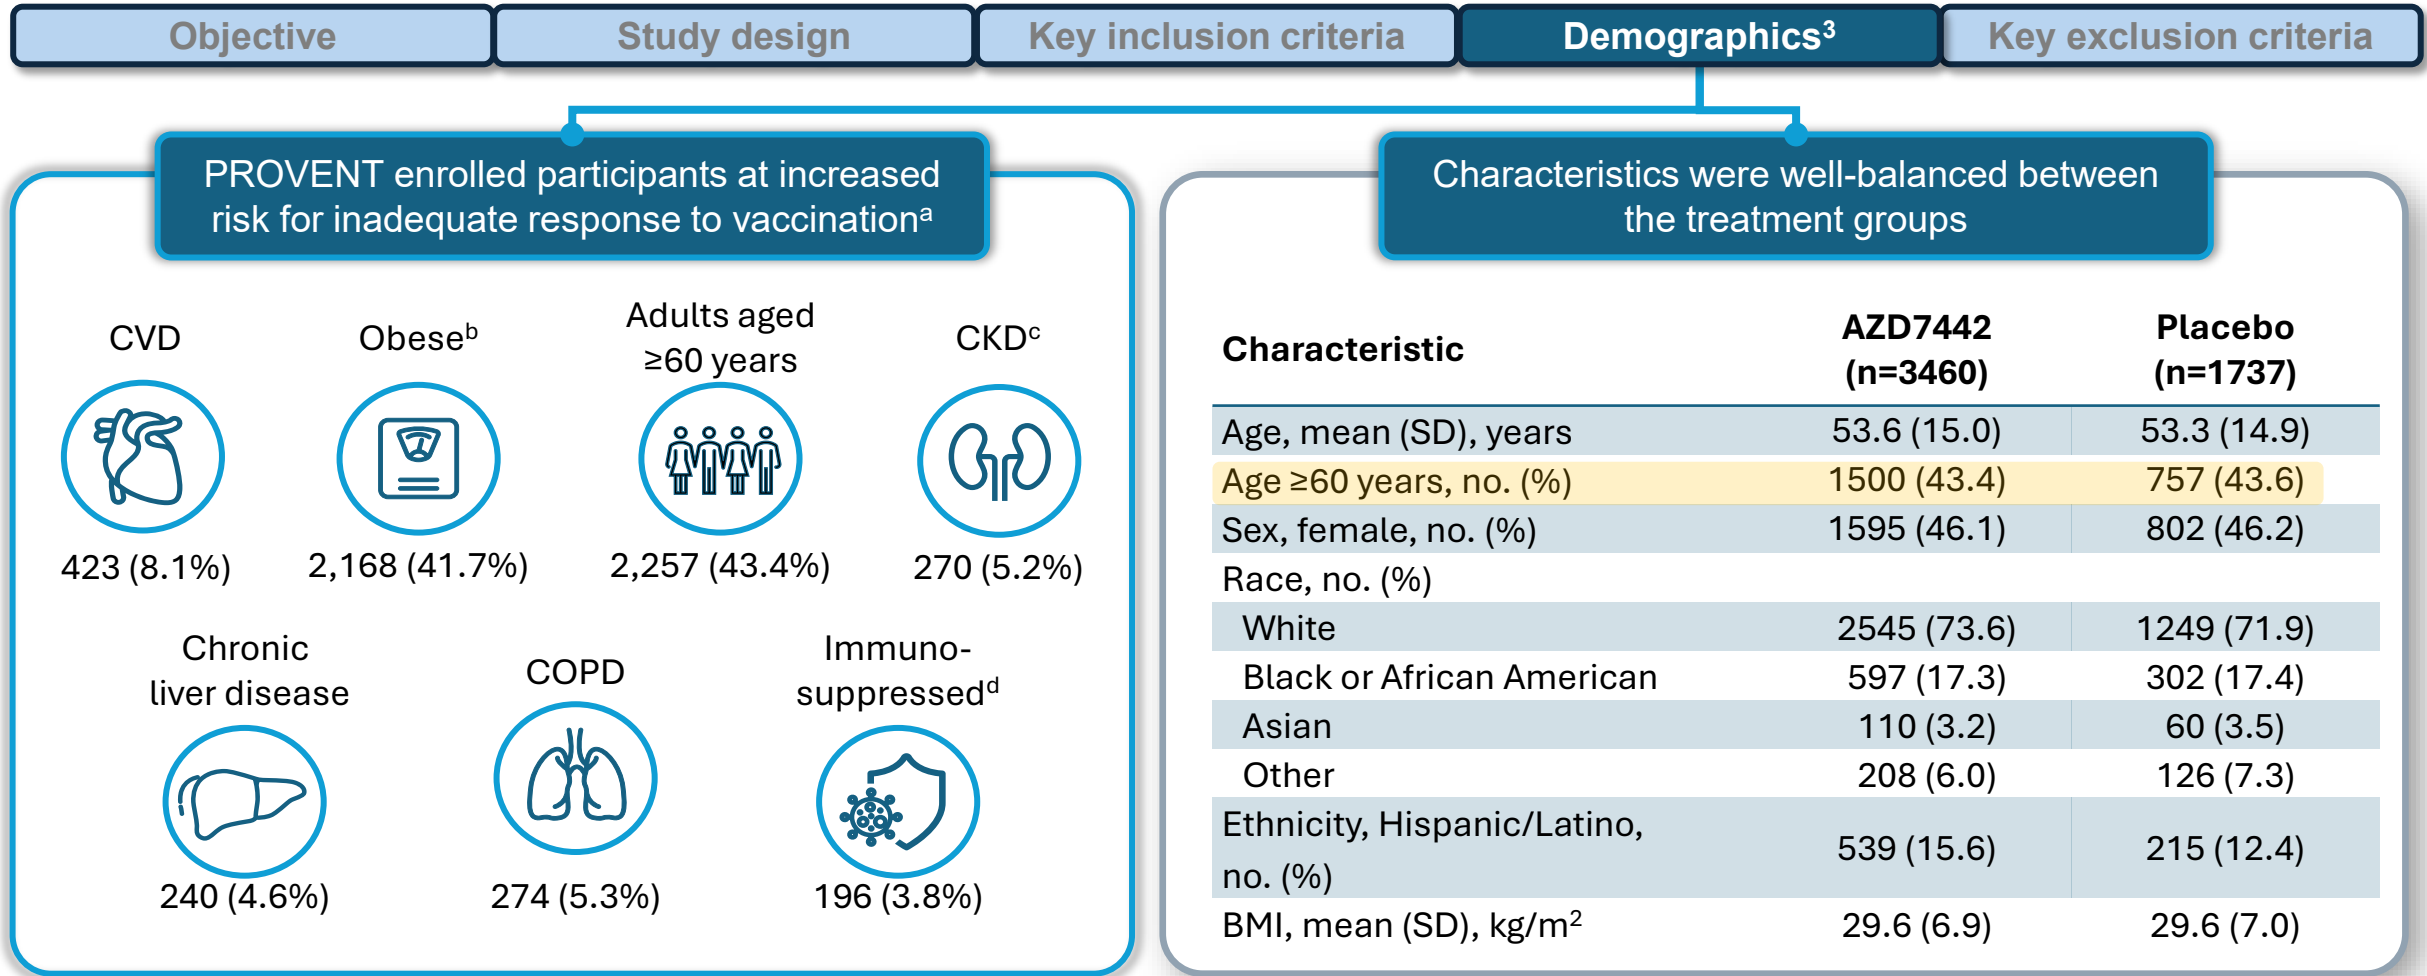 Objective
Study design
Key inclusion criteria
Demographics³
Key exclusion criteria
PROVENT enrolled participants at increased
risk for inadequate response to vaccinationᵃ
CVD
423 (8.1%)
Obeseᵇ
2,168 (41.7%)
Adults aged
≥60 years
2,257 (43.4%)
CKDᶜ
270 (5.2%)
Chronic
liver disease
240 (4.6%)
COPD
274 (5.3%)
Immuno-
suppressedᵈ
196 (3.8%)
Characteristics were well-balanced between
the treatment groups
Characteristic AZD7442 (n=3460) Placebo (n=1737)
Age, mean (SD), years 53.6 (15.0) 53.3 (14.9)
Age ≥60 years, no. (%) 1500 (43.4) 757 (43.6)
Sex, female, no. (%) 1595 (46.1) 802 (46.2)
Race, no. (%)
White 2545 (73.6) 1249 (71.9)
Black or African American 597 (17.3) 302 (17.4)
Asian 110 (3.2) 60 (3.5)
Other 208 (6.0) 126 (7.3)
Ethnicity, Hispanic/Latino,
no. (%) 539 (15.6) 215 (12.4)
BMI, mean (SD), kg/m² 29.6 (6.9) 29.6 (7.0)